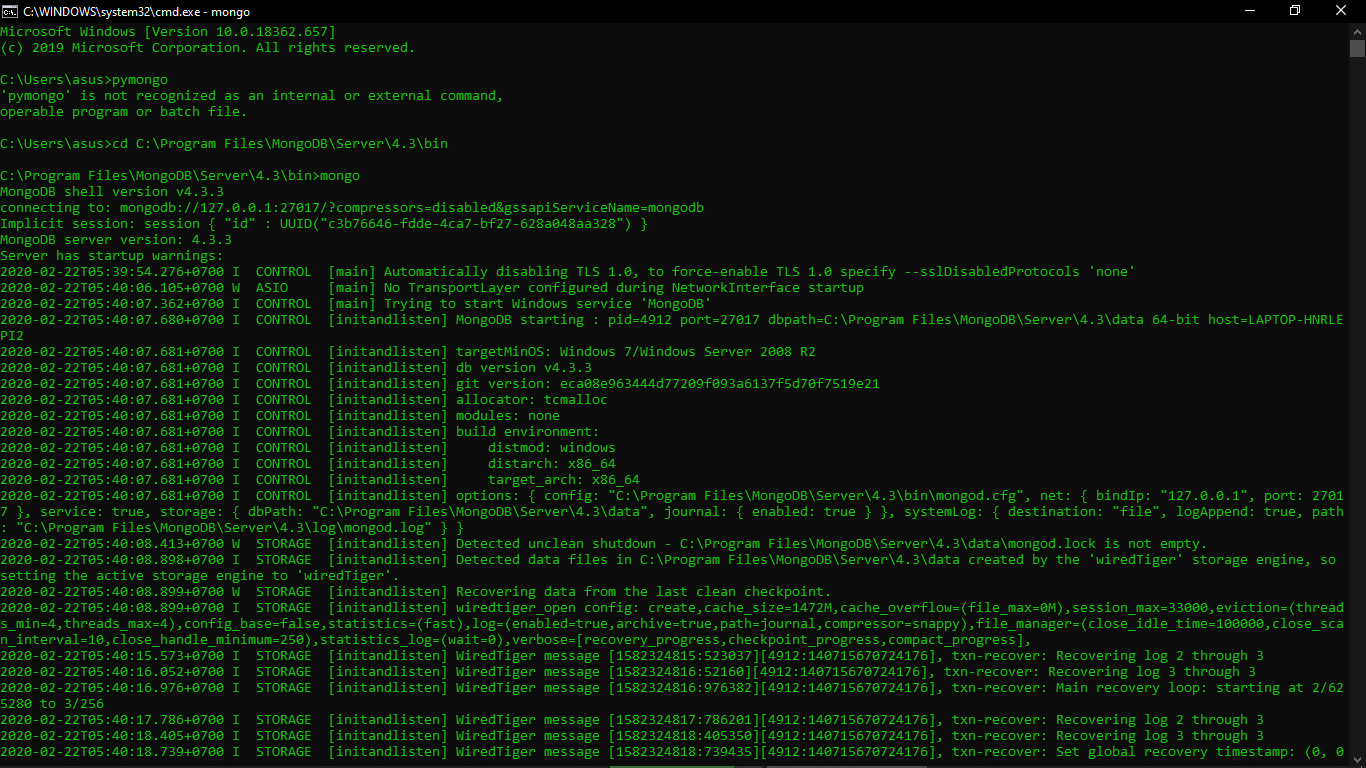 C:\WINDOWS\system32\cmd.exe - mongo
Microsoft Windows [Version 10.0.18362.657]
(c) 2019 Microsoft Corporation. All rights reserved.
C:\Users\asus>pymongo
'pymongo' is not recognized as an internal or external command,
operable program or batch file.
C:\Users\asus>cd C:\Program Files\MongoDB\Server\4.3\bin
C:\Program Files\MongoDB\Server\4.3\bin>mongo
MongoDB shell version v4.3.3
connecting to: mongodb://127.0.0.1:27017/?compressors=disabled&gssapiServiceName=mongodb
Implicit session: session { "id" : UUID("c3b76646-fdde-4ca7-bf27-628a048aa328") }
MongoDB server version: 4.3.3
Server has startup warnings:
2020-02-22T05:39:54.276+0700 I  CONTROL  [main] Automatically disabling TLS 1.0, to force-enable TLS 1.0 specify --sslDisabledProtocols 'none'
2020-02-22T05:40:06.105+0700 W  ASIO     [main] No TransportLayer configured during NetworkInterface startup
2020-02-22T05:40:07.362+0700 I  CONTROL  [main] Trying to start Windows service 'MongoDB'
2020-02-22T05:40:07.680+0700 I  CONTROL  [initandlisten] MongoDB starting : pid=4912 port=27017 dbpath=C:\Program Files\MongoDB\Server\4.3\data 64-bit host=LAPTOP-HNRLE
PI2
2020-02-22T05:40:07.681+0700 I  CONTROL  [initandlisten] targetMinOS: Windows 7/Windows Server 2008 R2
2020-02-22T05:40:07.681+0700 I  CONTROL  [initandlisten] db version v4.3.3
2020-02-22T05:40:07.681+0700 I  CONTROL  [initandlisten] git version: eca08e963444d77209f093a6137f5d70f7519e21
2020-02-22T05:40:07.681+0700 I  CONTROL  [initandlisten] allocator: tcmalloc
2020-02-22T05:40:07.681+0700 I  CONTROL  [initandlisten] modules: none
2020-02-22T05:40:07.681+0700 I  CONTROL  [initandlisten] build environment:
2020-02-22T05:40:07.681+0700 I  CONTROL  [initandlisten]     distmod: windows
2020-02-22T05:40:07.681+0700 I  CONTROL  [initandlisten]     distarch: x86_64
2020-02-22T05:40:07.681+0700 I  CONTROL  [initandlisten]     target_arch: x86_64
2020-02-22T05:40:07.681+0700 I  CONTROL  [initandlisten] options: { config: "C:\Program Files\MongoDB\Server\4.3\bin\mongod.cfg", net: { bindIp: "127.0.0.1", port: 2701
7 }, service: true, storage: { dbPath: "C:\Program Files\MongoDB\Server\4.3\data", journal: { enabled: true } }, systemLog: { destination: "file", logAppend: true, path
: "C:\Program Files\MongoDB\Server\4.3\log\mongod.log" } }
2020-02-22T05:40:08.413+0700 W  STORAGE  [initandlisten] Detected unclean shutdown - C:\Program Files\MongoDB\Server\4.3\data\mongod.lock is not empty.
2020-02-22T05:40:08.898+0700 I  STORAGE  [initandlisten] Detected data files in C:\Program Files\MongoDB\Server\4.3\data created by the 'wiredTiger' storage engine, so
setting the active storage engine to 'wiredTiger'.
2020-02-22T05:40:08.899+0700 W  STORAGE  [initandlisten] Recovering data from the last clean checkpoint.
2020-02-22T05:40:08.899+0700 I  STORAGE  [initandlisten] wiredtiger_open config: create,cache_size=1472M,cache_overflow=(file_max=0M),session_max=33000,eviction=(thread
s_min=4,threads_max=4),config_base=false,statistics=(fast),log=(enabled=true,archive=true,path=journal,compressor=snappy),file_manager=(close_idle_time=100000,close_sca
n_interval=10,close_handle_minimum=250),statistics_log=(wait=0),verbose=[recovery_progress,checkpoint_progress,compact_progress],
2020-02-22T05:40:15.573+0700 I  STORAGE  [initandlisten] WiredTiger message [1582324815:523037][4912:140715670724176], txn-recover: Recovering log 2 through 3
2020-02-22T05:40:16.052+0700 I  STORAGE  [initandlisten] WiredTiger message [1582324816:52160][4912:140715670724176], txn-recover: Recovering log 3 through 3
2020-02-22T05:40:16.976+0700 I  STORAGE  [initandlisten] WiredTiger message [1582324816:976382][4912:140715670724176], txn-recover: Main recovery loop: starting at 2/62
5280 to 3/256
2020-02-22T05:40:17.786+0700 I  STORAGE  [initandlisten] WiredTiger message [1582324817:786201][4912:140715670724176], txn-recover: Recovering log 2 through 3
2020-02-22T05:40:18.405+0700 I  STORAGE  [initandlisten] WiredTiger message [1582324818:405350][4912:140715670724176], txn-recover: Recovering log 3 through 3
2020-02-22T05:40:18.739+0700 I  STORAGE  [initandlisten] WiredTiger message [1582324818:739435][4912:140715670724176], txn-recover: Set global recovery timestamp: (0, 0